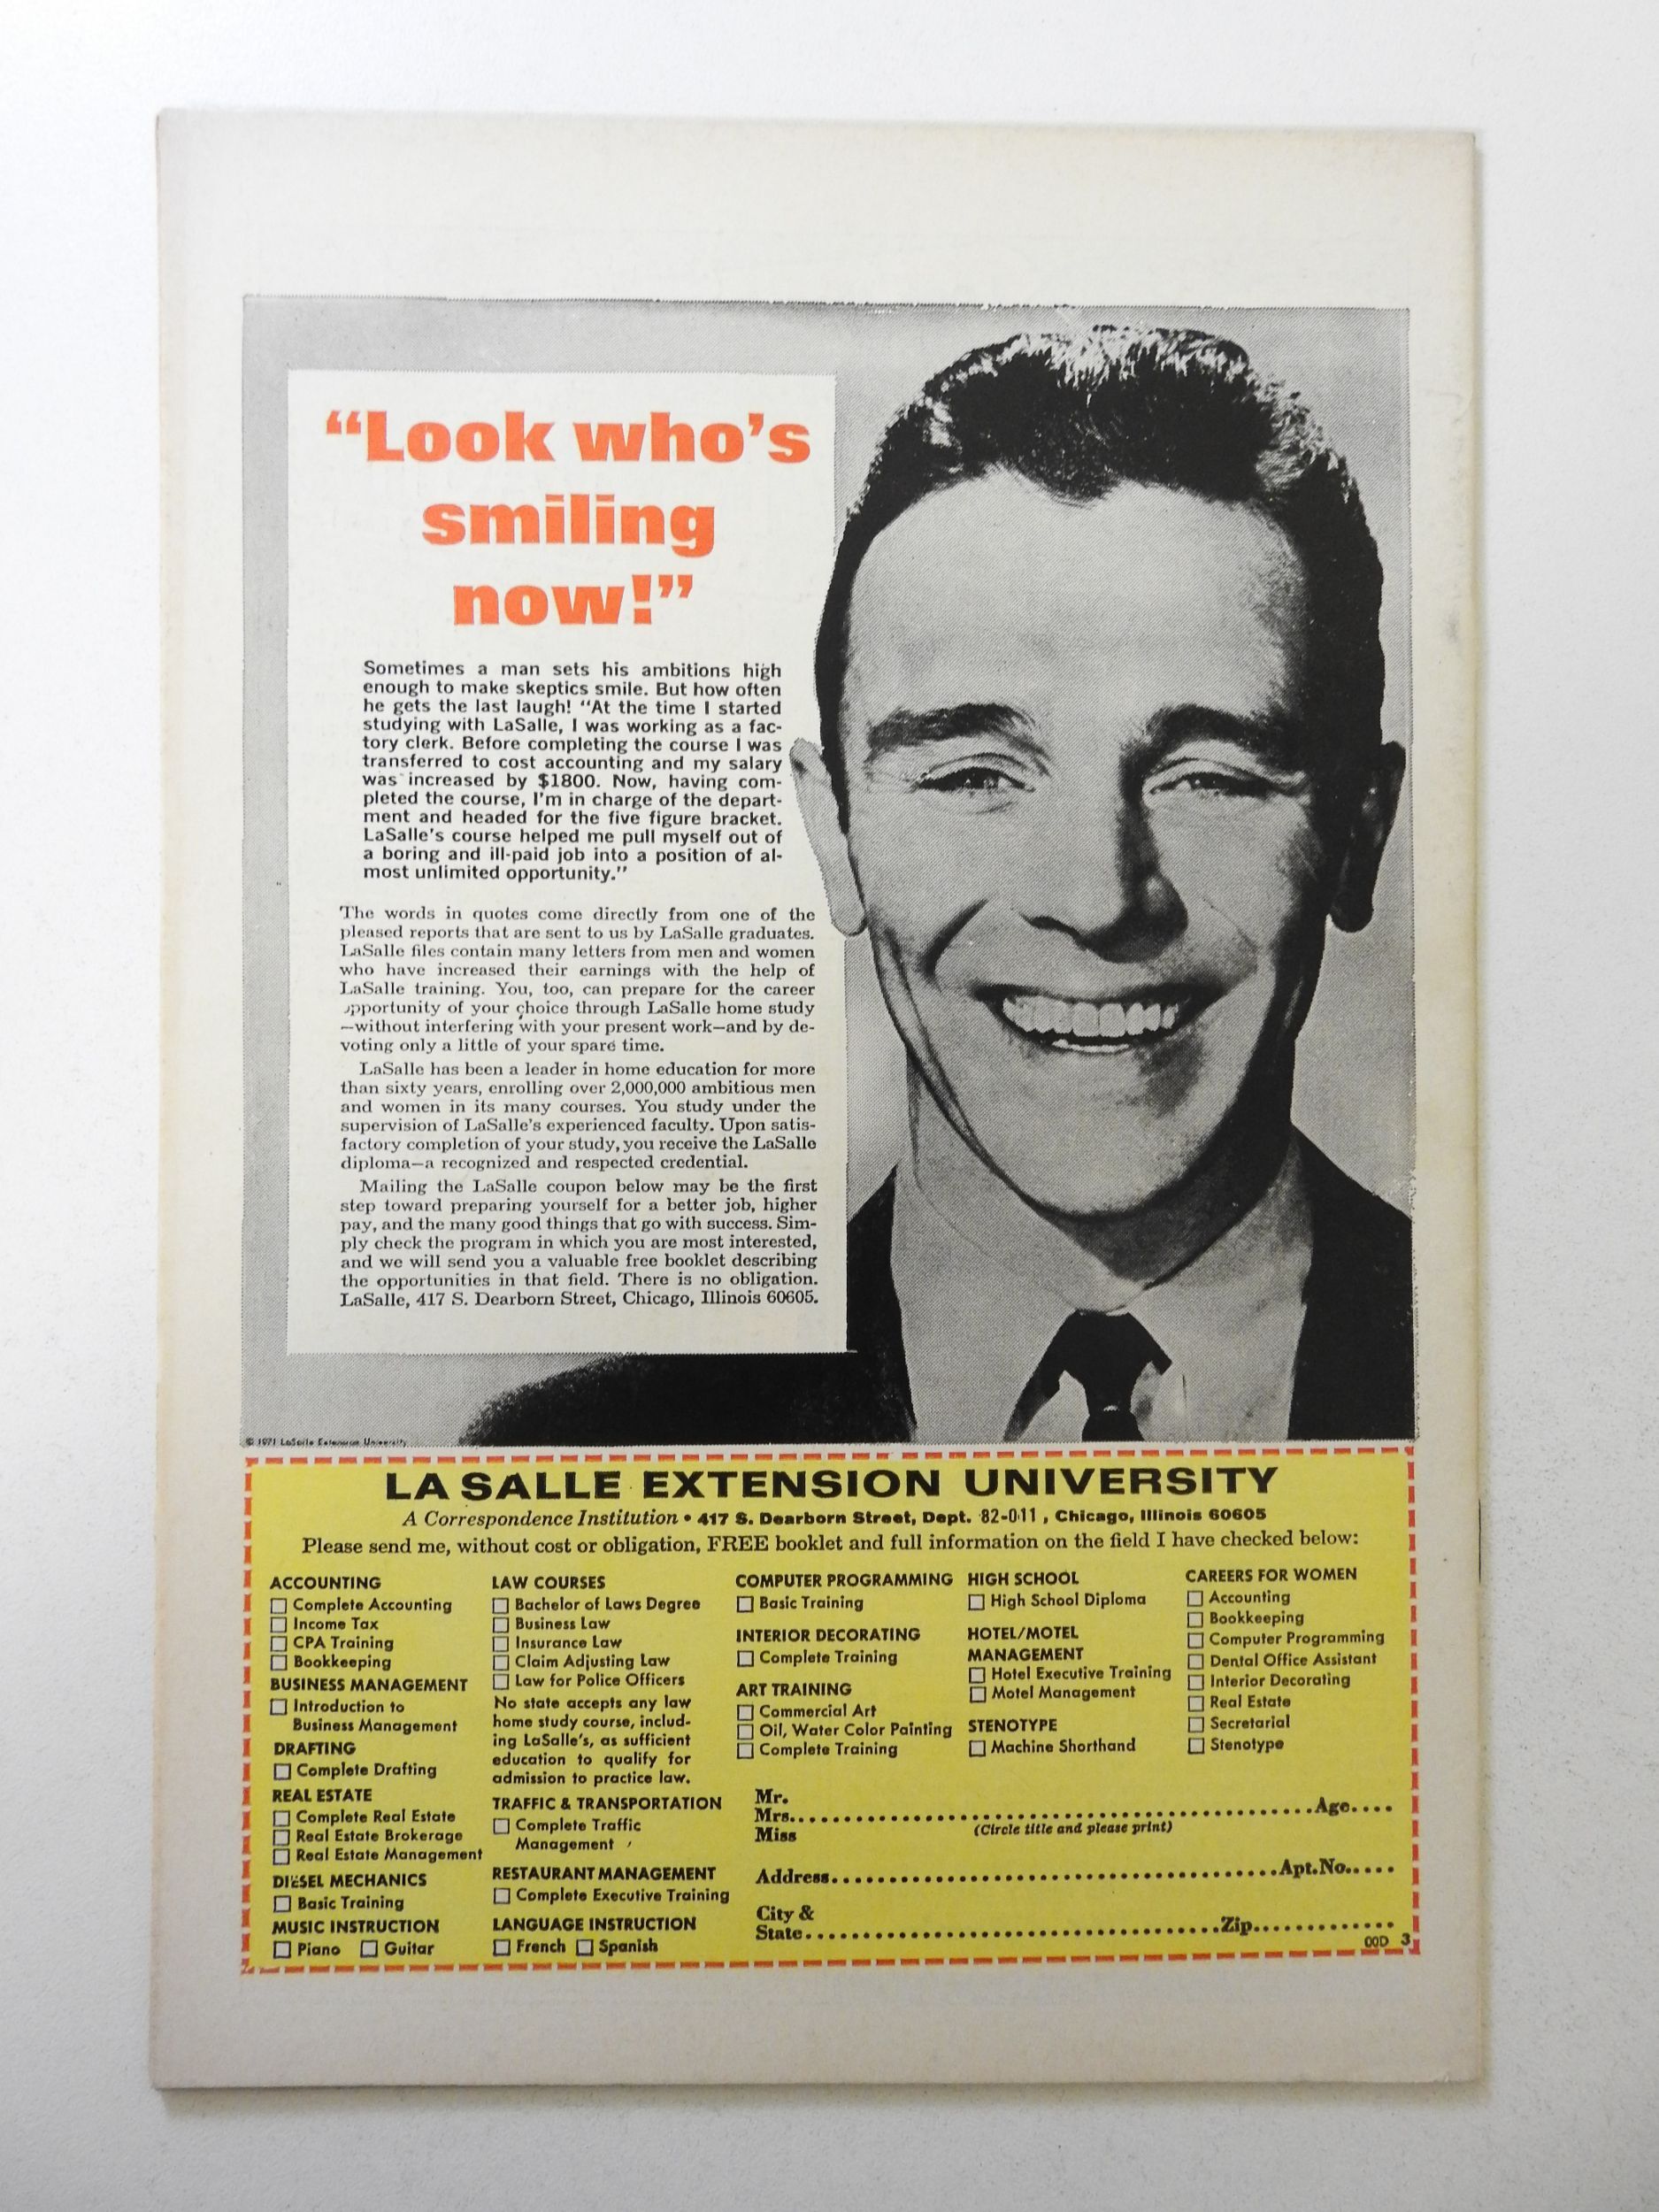 “Look who’s
smiling
now!”
Sometimes a man sets his ambitions high
enough to make skeptics smile. But how often
he gets the last laugh! “At the time I started
studying with LaSalle, I was working as a fac-
tory clerk. Before completing the course I was
transferred to cost accounting and my salary
was increased by $1800. Now, having com-
pleted the course, I’m in charge of the depart-
ment and headed for the five figure bracket.
LaSalle’s course helped me pull myself out of
a boring and ill-paid job into a position of al-
most unlimited opportunity.”
The words in quotes come directly from one of the
pleased reports that are sent to us by LaSalle graduates.
LaSalle files contain many letters from men and women
who have increased their earnings with the help of
LaSalle training. You, too, can prepare for the career
opportunity of your choice through LaSalle home study
—without interfering with your present work—and by de-
voting only a little of your spare time.
LaSalle has been a leader in home education for more
than sixty years, enrolling over 2,000,000 ambitious men
and women in its many courses. You study under the
supervision of LaSalle’s experienced faculty. Upon satis-
factory completion of your study, you receive the LaSalle
diploma—a recognized and respected credential.
Mailing the LaSalle coupon below may be the first
step toward preparing yourself for a better job, higher
pay, and the many good things that go with success. Sim-
ply check the program in which you are most interested,
and we will send you a valuable free booklet describing
the opportunities in that field. There is no obligation.
LaSalle, 417 S. Dearborn Street, Chicago, Illinois 60605.
© 1971 LaSalle Extension University
LA SALLE EXTENSION UNIVERSITY
A Correspondence Institution • 417 S. Dearborn Street, Dept. 82-011, Chicago, Illinois 60605
Please send me, without cost or obligation, FREE booklet and full information on the field I have checked below:
ACCOUNTING
Complete Accounting
Income Tax
CPA Training
Bookkeeping
BUSINESS MANAGEMENT
Introduction to
Business Management
DRAFTING
Complete Drafting
REAL ESTATE
Complete Real Estate
Real Estate Brokerage
Real Estate Management
DIESEL MECHANICS
Basic Training
MUSIC INSTRUCTION
Piano Guitar
LAW COURSES
Bachelor of Laws Degree
Business Law
Insurance Law
Claim Adjusting Law
Law for Police Officers
No state accepts any law
home study course, includ-
ing LaSalle’s, as sufficient
education to qualify for
admission to practice law.
TRAFFIC & TRANSPORTATION
Complete Traffic
Management
RESTAURANT MANAGEMENT
Complete Executive Training
LANGUAGE INSTRUCTION
French Spanish
COMPUTER PROGRAMMING
Basic Training
INTERIOR DECORATING
Complete Training
ART TRAINING
Commercial Art
Oil, Water Color Painting
Complete Training
HIGH SCHOOL
High School Diploma
HOTEL/MOTEL
MANAGEMENT
Hotel Executive Training
Motel Management
STENOTYPE
Machine Shorthand
CAREERS FOR WOMEN
Accounting
Bookkeeping
Computer Programming
Dental Office Assistant
Interior Decorating
Real Estate
Secretarial
Stenotype
Mr.
Mrs. Age
Miss (Circle title and please print)
Address Apt.No.
City &
State Zip
00D 3